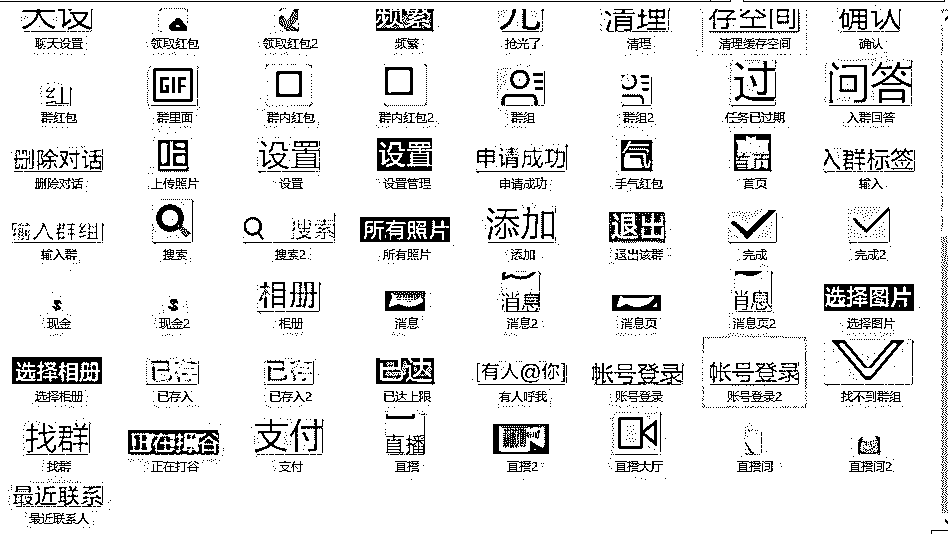 天设 频繁 光 清理 存空间 确认
聊天设置 领取红包 领取红包2 频繁 抢光了 清理 清理缓存空间 确认
红 GIF 过 问答
群红包 群里面 群内红包 群内红包2 群组 群组2 任务已过期 入群回答
删除对话 设置 设置 申请成功 气 首页 入群标签
删除对话 上传照片 设置 设置管理 申请成功 手气红包 首页 输入
输入群组 搜索 所有照片 添加 退出
输入群 搜索 搜索2 所有照片 添加 退出该群 完成 完成2
s s 相册 消息 消息 选择图片
现金 现金2 相册 消息 消息2 消息页 消息页2 选择图片
选择相册 已存 已存 已达 [有人@你] 帐号登录 帐号登录
选择相册 已存入 已存入2 已达上限 有人呼我 账号登录 账号登录2 找不到群组
找群 正在 支付 直播
找群 正在打谷 支付 直播 直播2 直播大厅 直播间 直播间2
最近联系
最近联系人